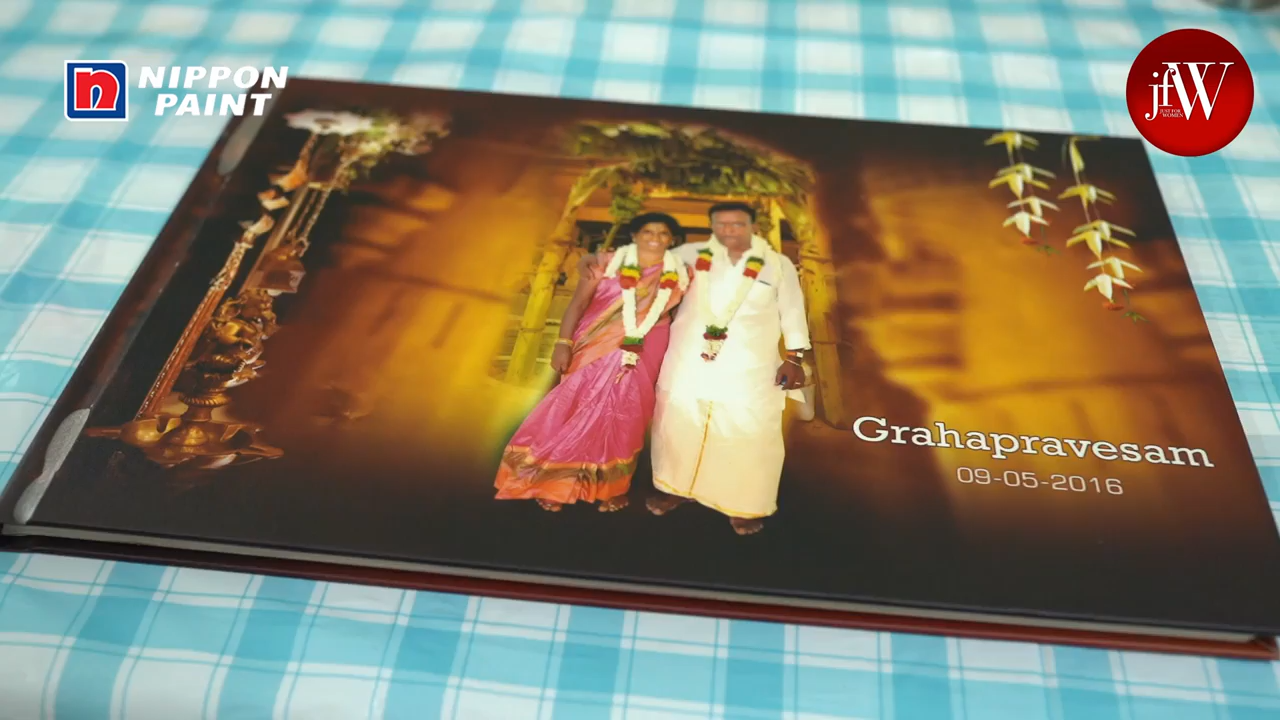 n NIPPON
PAINT
jfW
JUST FOR
WOMEN
Grahapravesam
09-05-2016